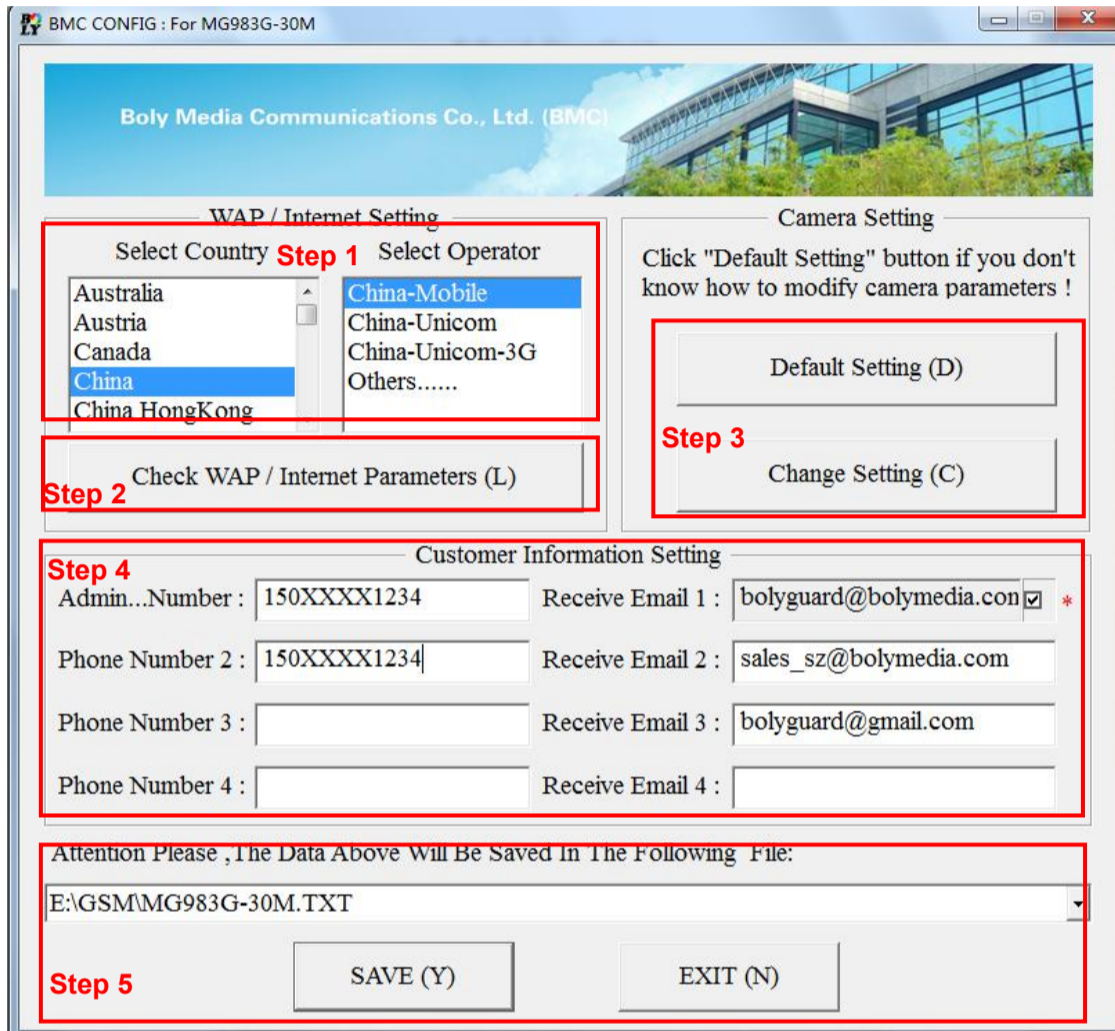 BLY BMC CONFIG : For MG983G-30M
Boly Media Communications Co., Ltd. (BMC)
WAP / Internet Setting
Select Country Step 1 Select Operator
Australia
Austria
Canada
China
China HongKong
China-Mobile
China-Unicom
China-Unicom-3G
Others......
Check WAP / Internet Parameters (L)
Step 2
Camera Setting
Click "Default Setting" button if you don't
know how to modify camera parameters !
Default Setting (D)
Step 3
Change Setting (C)
Customer Information Setting
Step 4
Admin...Number : 150XXXX1234 Receive Email 1 : bolyguard@bolymedia.con *
Phone Number 2 : 150XXXX1234 Receive Email 2 : sales_sz@bolymedia.com
Phone Number 3 : Receive Email 3 : bolyguard@gmail.com
Phone Number 4 : Receive Email 4 :
Attention Please ,The Data Above Will Be Saved In The Following File:
E:\GSM\MG983G-30M.TXT
Step 5 SAVE (Y) EXIT (N)